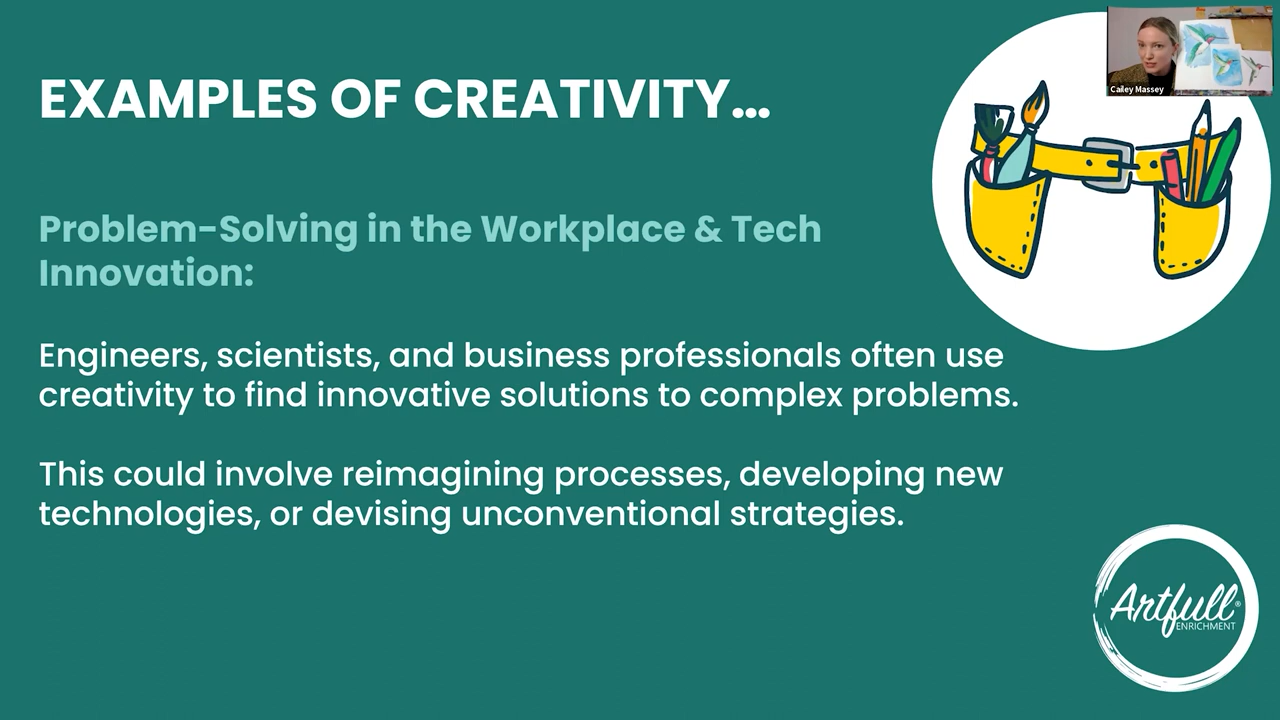 Cailey Massey
EXAMPLES OF CREATIVITY...
Problem-Solving in the Workplace & Tech
Innovation:
Engineers, scientists, and business professionals often use
creativity to find innovative solutions to complex problems.
This could involve reimagining processes, developing new
technologies, or devising unconventional strategies.
Artfull®
ENRICHMENT